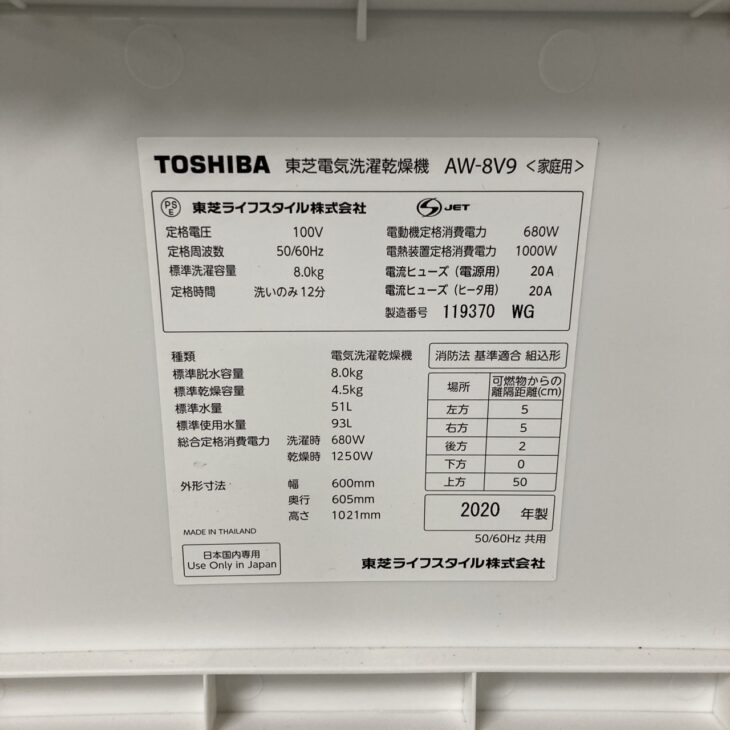 TOSHIBA 東芝電気洗濯乾燥機 AW-8V9 <家庭用>
PS
E
東芝ライフスタイル株式会社
S JET
定格電圧 100V
定格周波数 50/60Hz
標準洗濯容量 8.0kg
定格時間 洗いのみ12分
電動機定格消費電力 680W
電熱装置定格消費電力 1000W
電流ヒューズ(電源用) 20A
電流ヒューズ(ヒータ用) 20A
製造番号 119370 WG
種類 電気洗濯乾燥機
標準脱水容量 8.0kg
標準乾燥容量 4.5kg
標準水量 51L
標準使用水量 93L
総合定格消費電力 洗濯時 680W
乾燥時 1250W
外形寸法 幅 600mm
奥行 605mm
高さ 1021mm
MADE IN THAILAND
日本国内専用
Use Only in Japan
消防法 基準適合 組込形
場所 可燃物からの
離隔距離(cm)
左方 5
右方 5
後方 2
下方 0
上方 50
2020 年製
50/60Hz 共用
東芝ライフスタイル株式会社